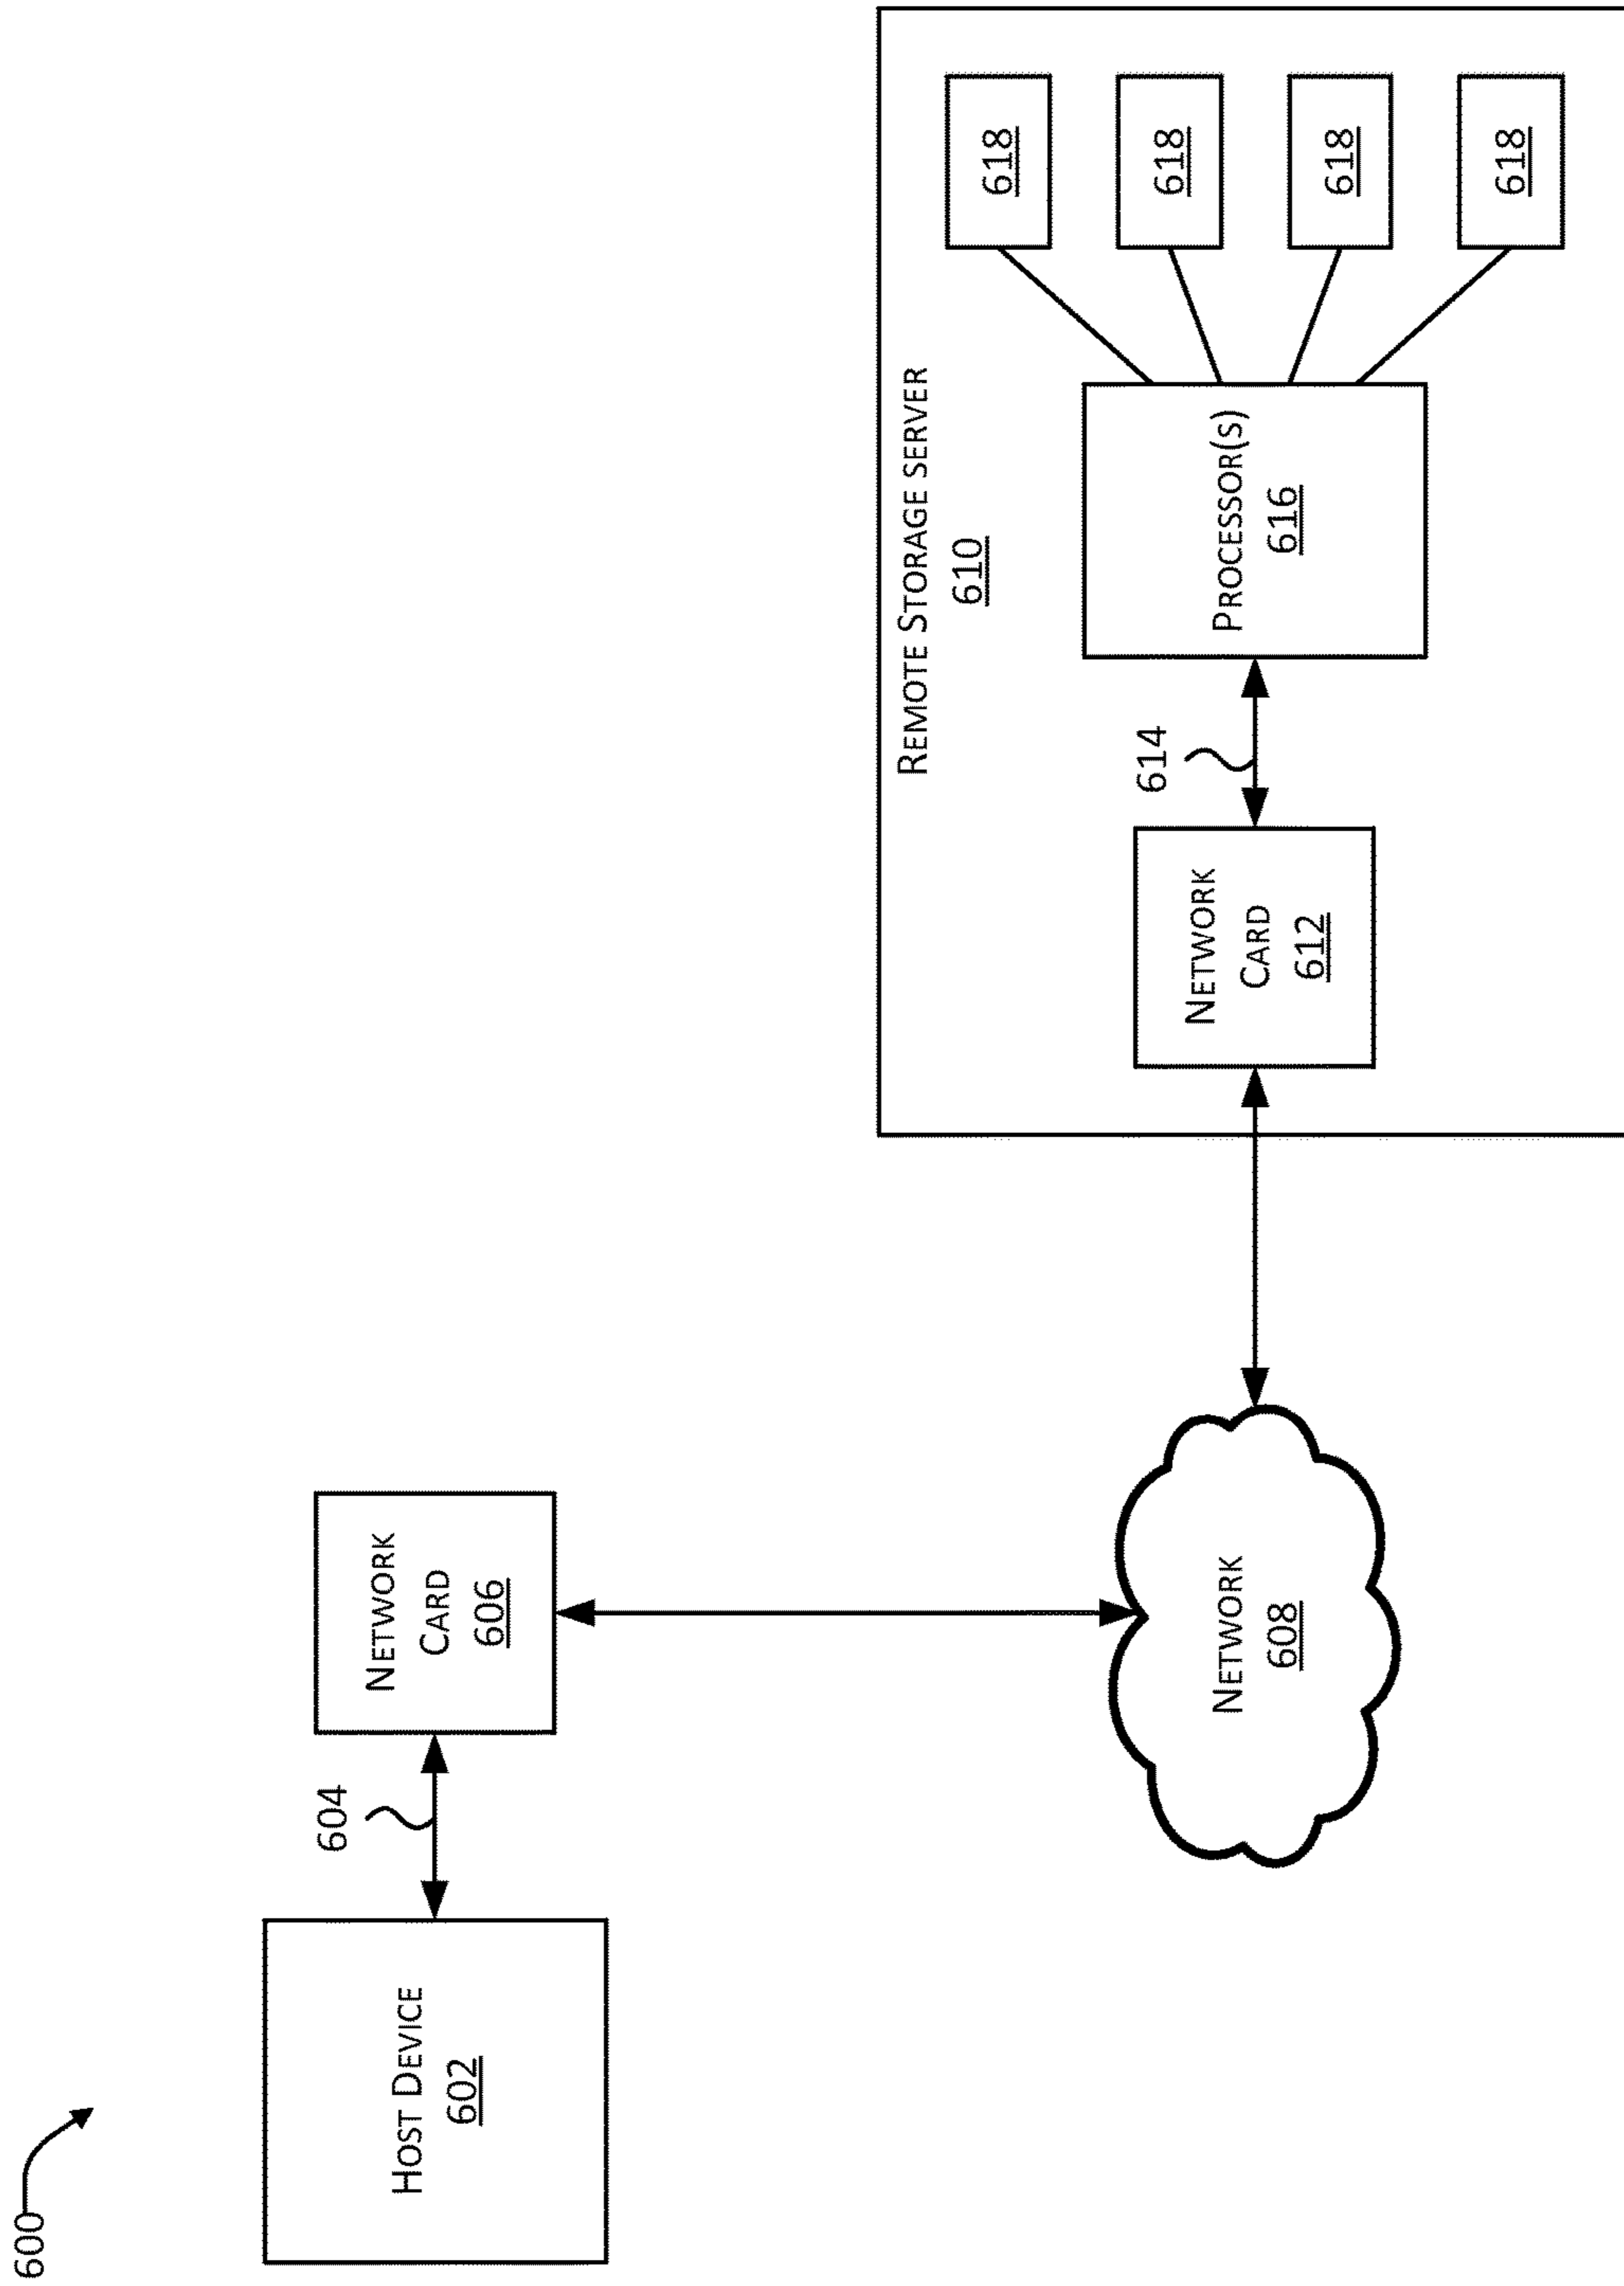 600
HOST DEVICE
602
604
NETWORK
CARD
606
NETWORK
608
REMOTE STORAGE SERVER
610
NETWORK
CARD
612
614
PROCESSOR(S)
616
618
618
618
618